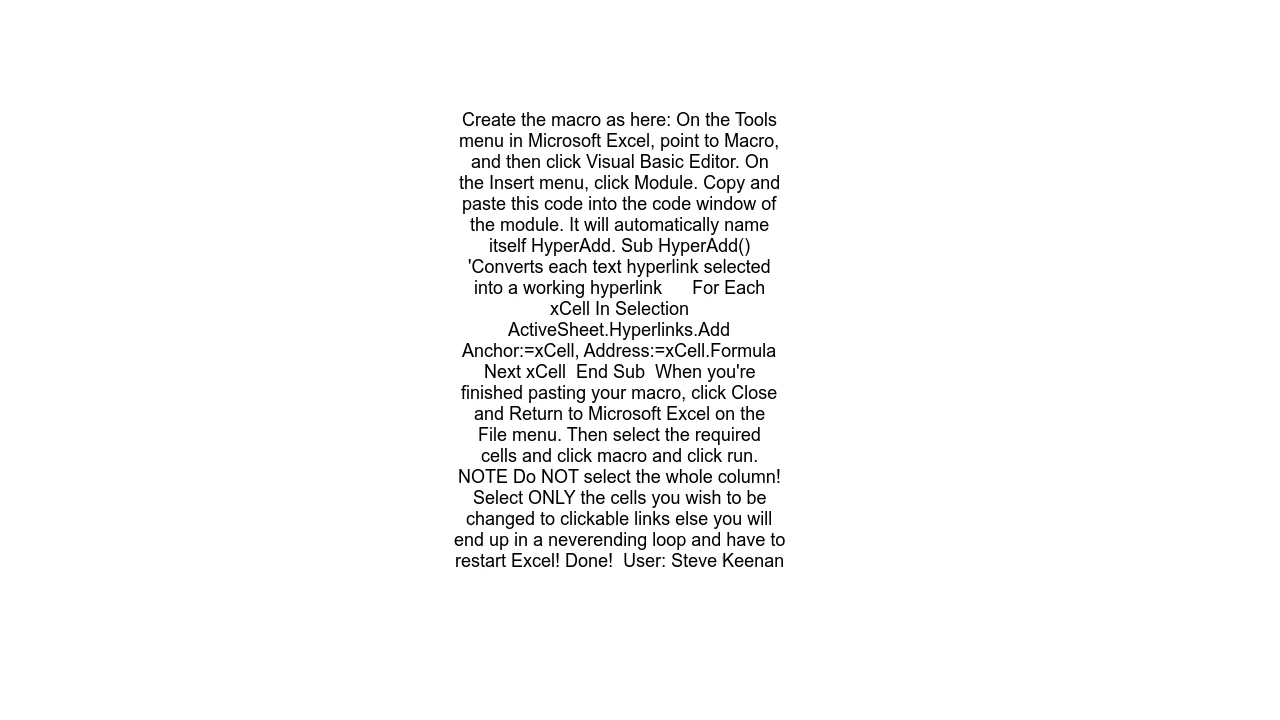 Create the macro as here: On the Tools
menu in Microsoft Excel, point to Macro,
and then click Visual Basic Editor. On
the Insert menu, click Module. Copy and
paste this code into the code window of
the module. It will automatically name
itself HyperAdd. Sub HyperAdd()
'Converts each text hyperlink selected
into a working hyperlink      For Each
xCell In Selection
ActiveSheet.Hyperlinks.Add
Anchor:=xCell, Address:=xCell.Formula
Next xCell  End Sub  When you're
finished pasting your macro, click Close
and Return to Microsoft Excel on the
File menu. Then select the required
cells and click macro and click run.
NOTE Do NOT select the whole column!
Select ONLY the cells you wish to be
changed to clickable links else you will
end up in a neverending loop and have to
restart Excel! Done!  User: Steve Keenan